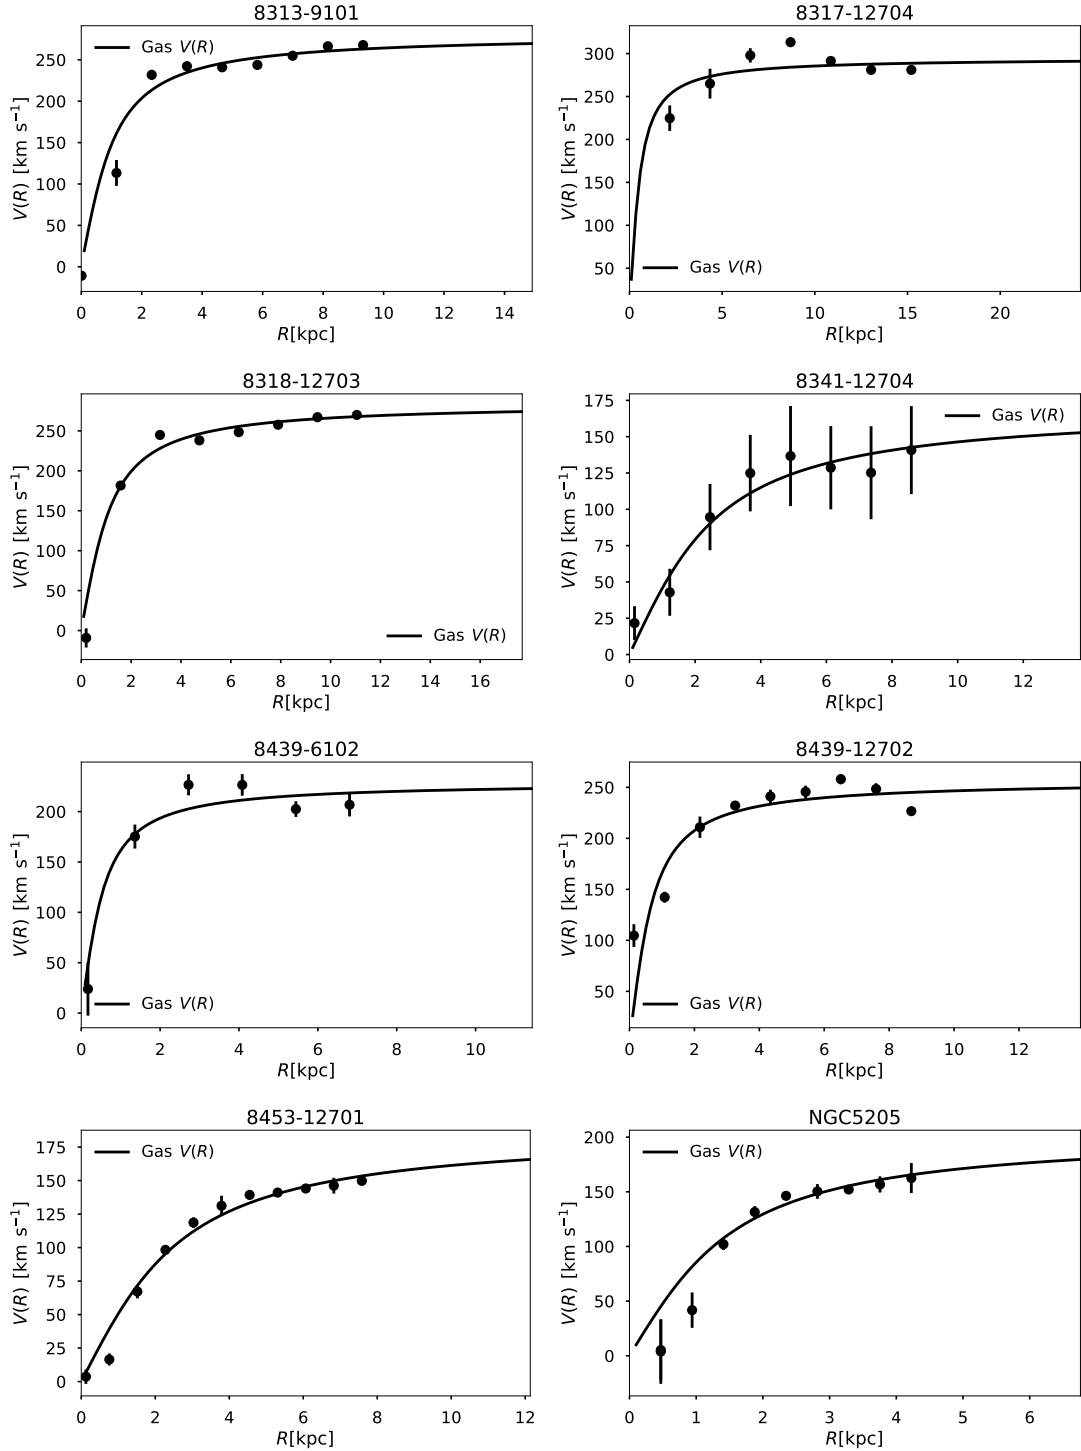 8313-9101
Gas V(R)
V(R) [km s⁻¹]
250
200
150
100
50
0
0 2 4 6 8 10 12 14
R[kpc]
8317-12704
Gas V(R)
V(R) [km s⁻¹]
300
250
200
150
100
50
0 5 10 15 20
R[kpc]
8318-12703
Gas V(R)
V(R) [km s⁻¹]
250
200
150
100
50
0
0 2 4 6 8 10 12 14 16
R[kpc]
8341-12704
Gas V(R)
V(R) [km s⁻¹]
175
150
125
100
75
50
25
0
0 2 4 6 8 10 12
R[kpc]
8439-6102
Gas V(R)
V(R) [km s⁻¹]
200
150
100
50
0
0 2 4 6 8 10
R[kpc]
8439-12702
Gas V(R)
V(R) [km s⁻¹]
250
200
150
100
50
0 2 4 6 8 10 12
R[kpc]
8453-12701
Gas V(R)
V(R) [km s⁻¹]
175
150
125
100
75
50
25
0
0 2 4 6 8 10 12
R[kpc]
NGC5205
Gas V(R)
V(R) [km s⁻¹]
200
150
100
50
0
0 1 2 3 4 5 6
R[kpc]